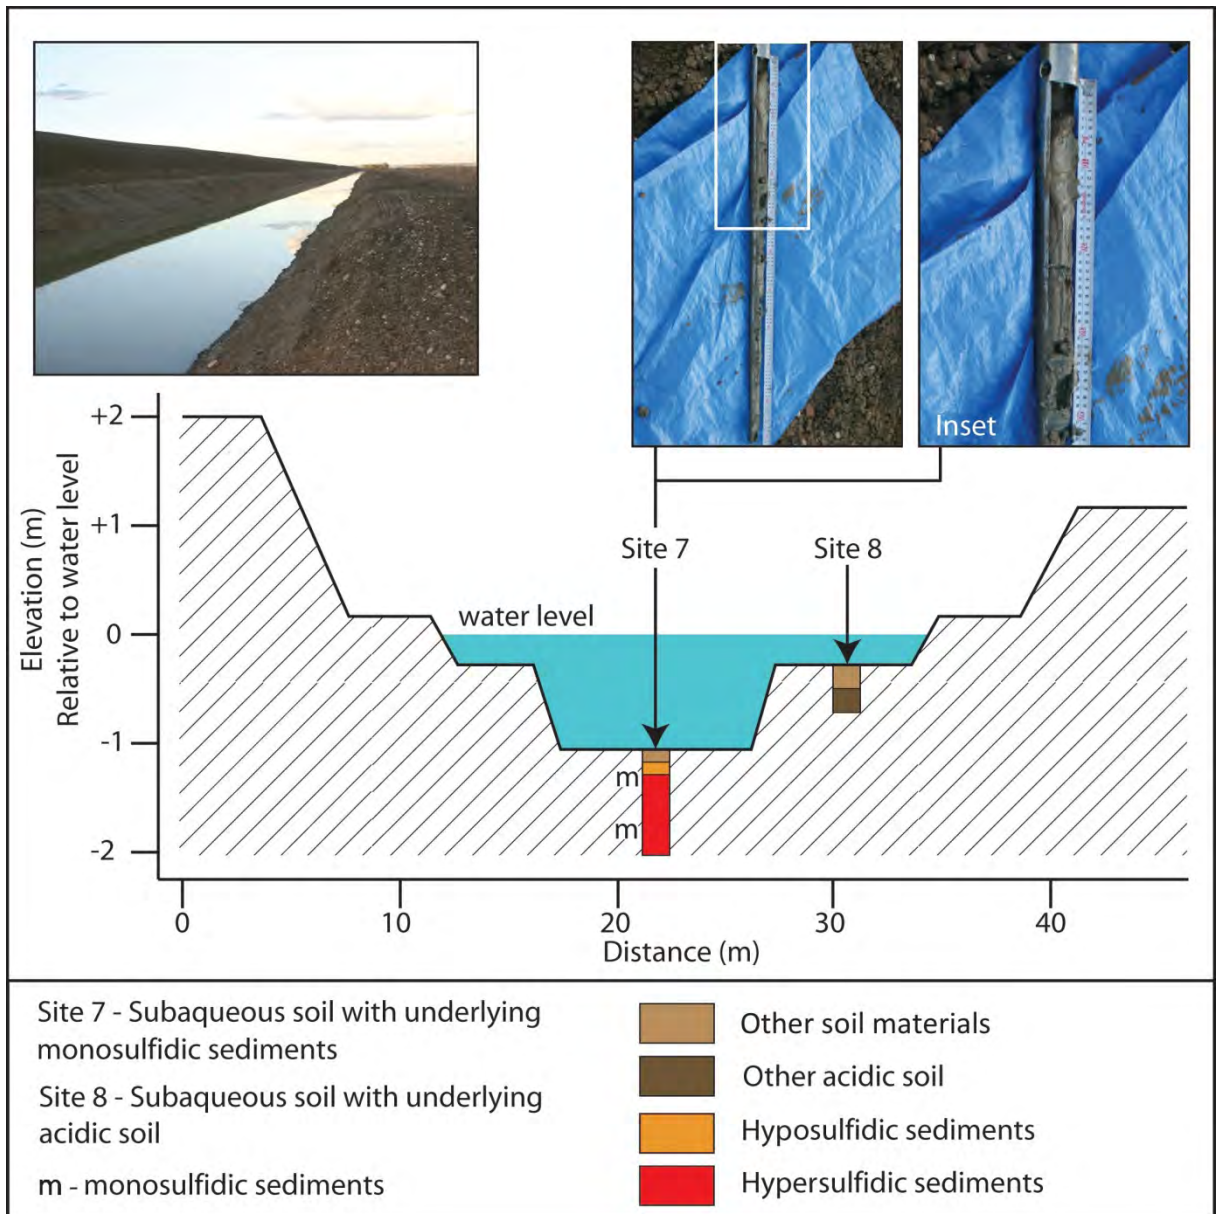 Inset
+2
+1
0
-1
-2
Elevation (m)
Relative to water level
Site 7
Site 8
water level
m
m
0
10
20
30
40
Distance (m)
Site 7 - Subaqueous soil with underlying
monosulfidic sediments
Site 8 - Subaqueous soil with underlying
acidic soil
m - monosulfidic sediments
Other soil materials
Other acidic soil
Hyposulfidic sediments
Hypersulfidic sediments